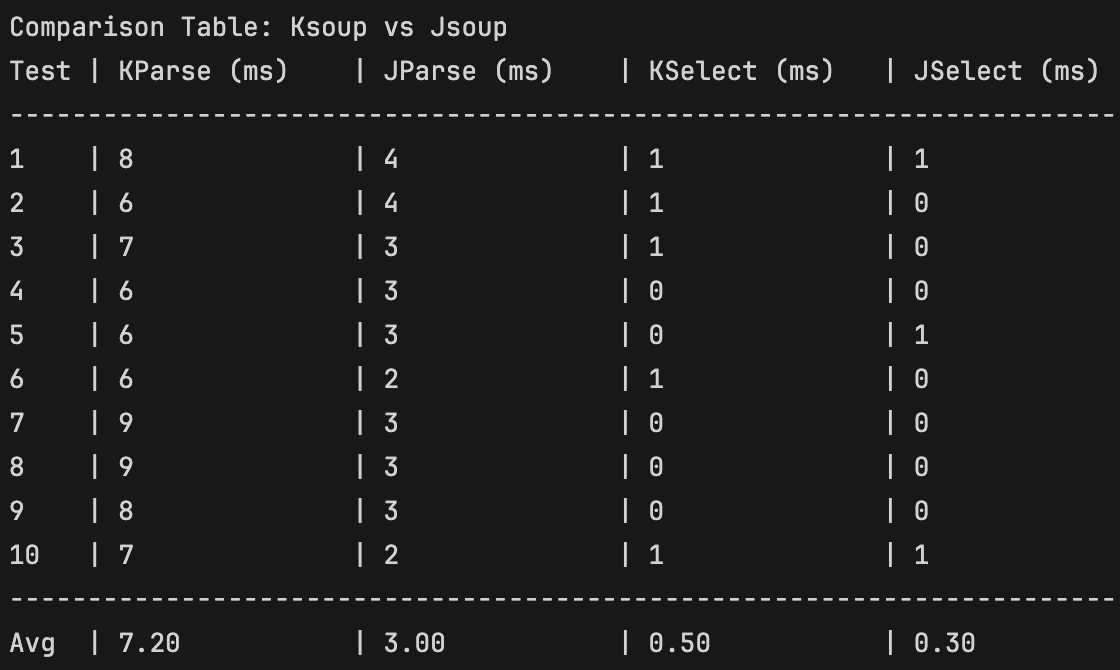 Comparison Table: Ksoup vs Jsoup
Test | KParse (ms)    | JParse (ms)    | KSelect (ms)   | JSelect (ms)
-----------------------------------------------------------------------
1    | 8              | 4              | 1              | 1
2    | 6              | 4              | 1              | 0
3    | 7              | 3              | 1              | 0
4    | 6              | 3              | 0              | 0
5    | 6              | 3              | 0              | 1
6    | 6              | 2              | 1              | 0
7    | 9              | 3              | 0              | 0
8    | 9              | 3              | 0              | 0
9    | 8              | 3              | 0              | 0
10   | 7              | 2              | 1              | 1
-----------------------------------------------------------------------
Avg  | 7.20           | 3.00           | 0.50           | 0.30